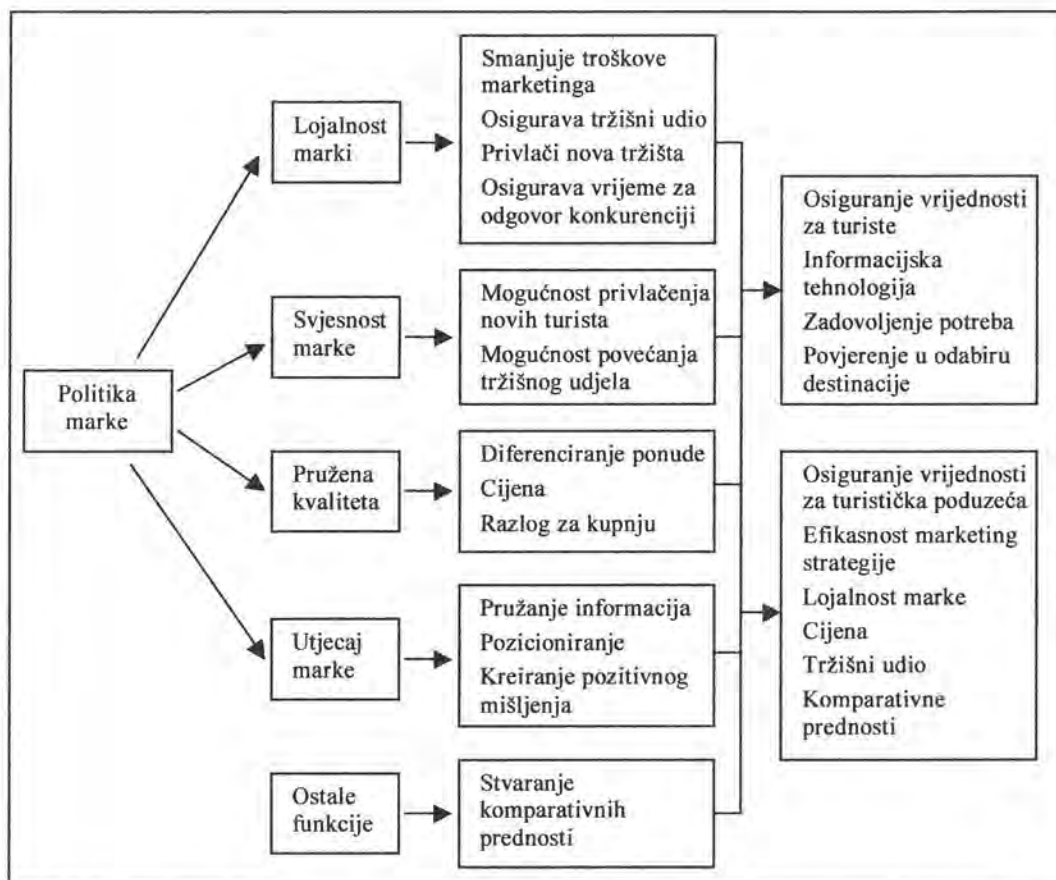 Politika
marke
Lojalnost
marki
Svjesnost
marke
Pružena
kvaliteta
Utjecaj
marke
Ostale
funkcije
Smanjuje troškove
marketinga
Osigurava tržišni udio
Privlači nova tržišta
Osigurava vrijeme za
odgovor konkurenciji
Mogućnost privlačenja
novih turista
Mogućnost povećanja
tržišnog udjela
Diferenciranje ponude
Cijena
Razlog za kupnju
Pružanje informacija
Pozicioniranje
Kreiranje pozitivnog
mišljenja
Stvaranje
komparativnih
prednosti
Osiguranje vrijednosti
za turiste
Informacijska
tehnologija
Zadovoljenje potreba
Povjerenje u odabiru
destinacije
Osiguranje vrijednosti
za turistička poduzeća
Efikasnost marketing
strategije
Lojalnost marke
Cijena
Tržišni udio
Komparativne
prednosti